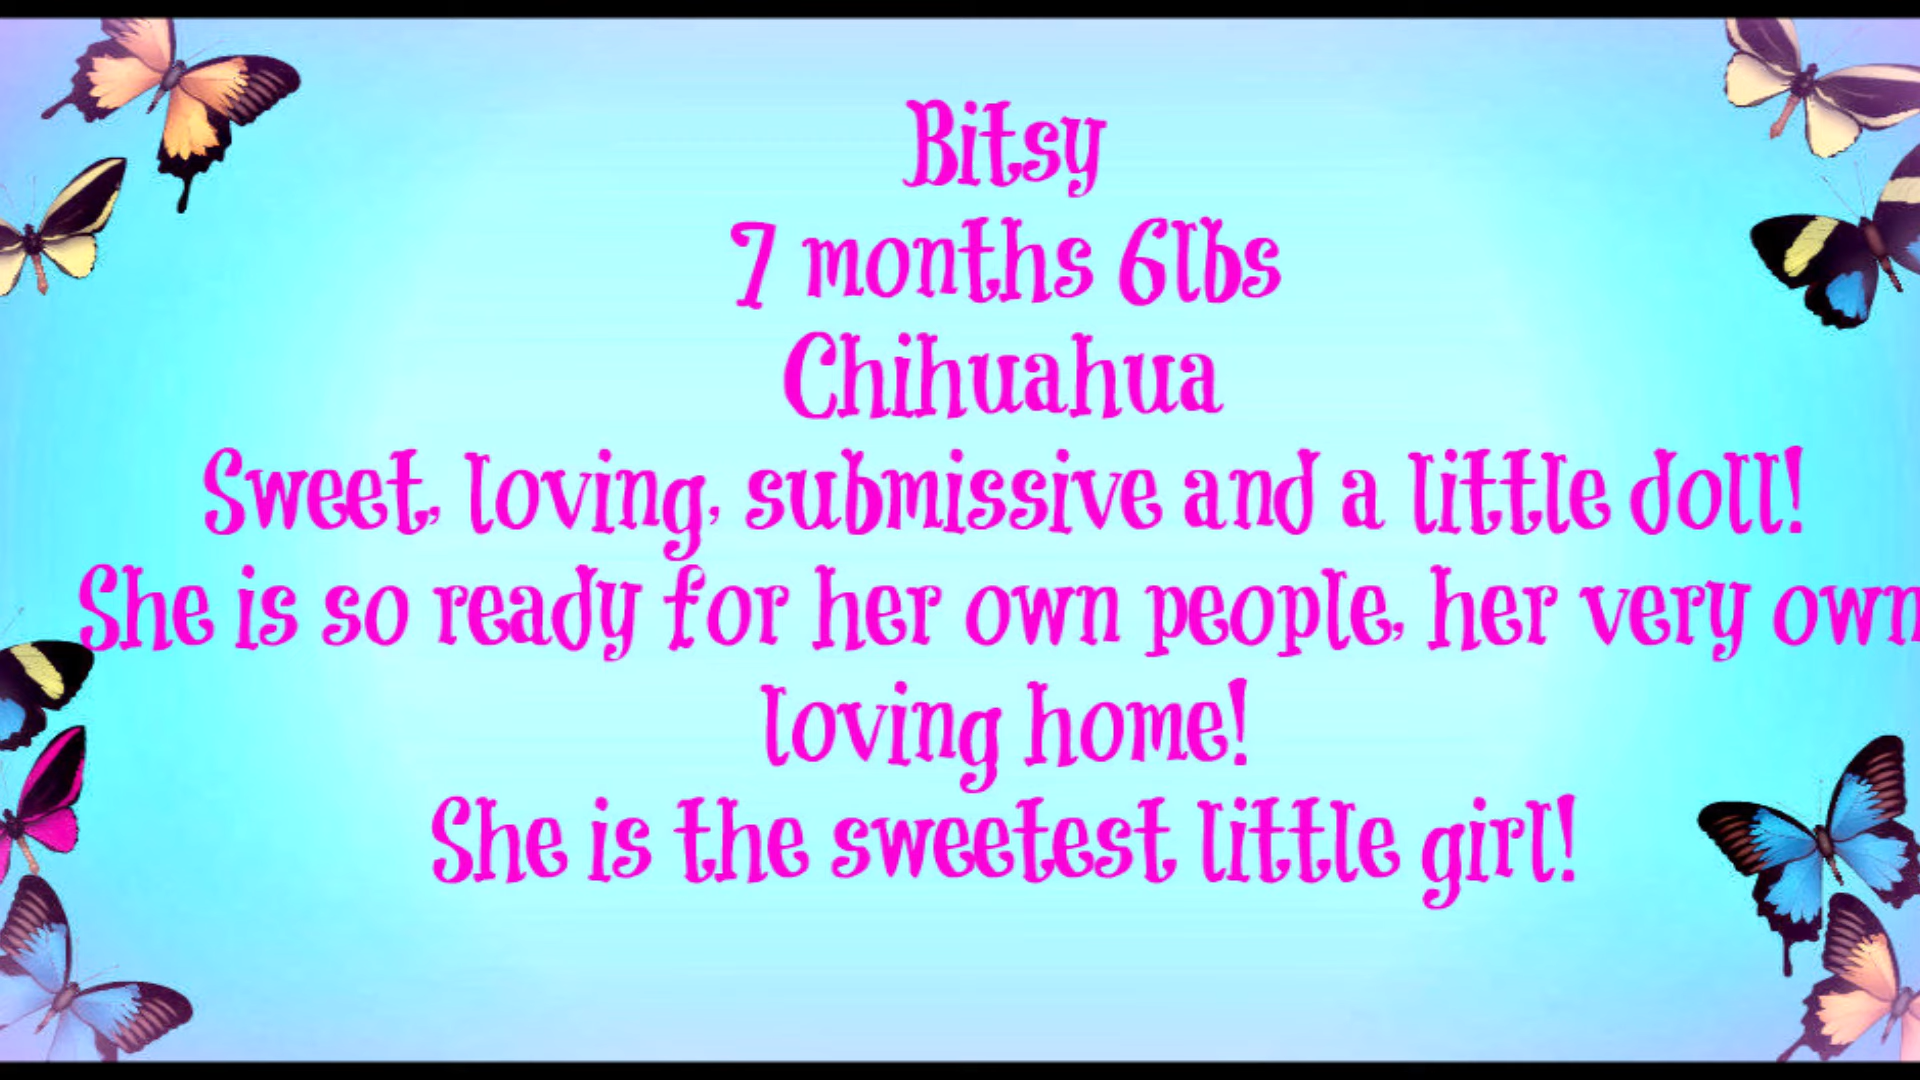 Bitsy
7 months 6lbs
Chihuahua
Sweet, loving, submissive and a little doll!
She is so ready for her own people, her very own
loving home!
She is the sweetest little girl!